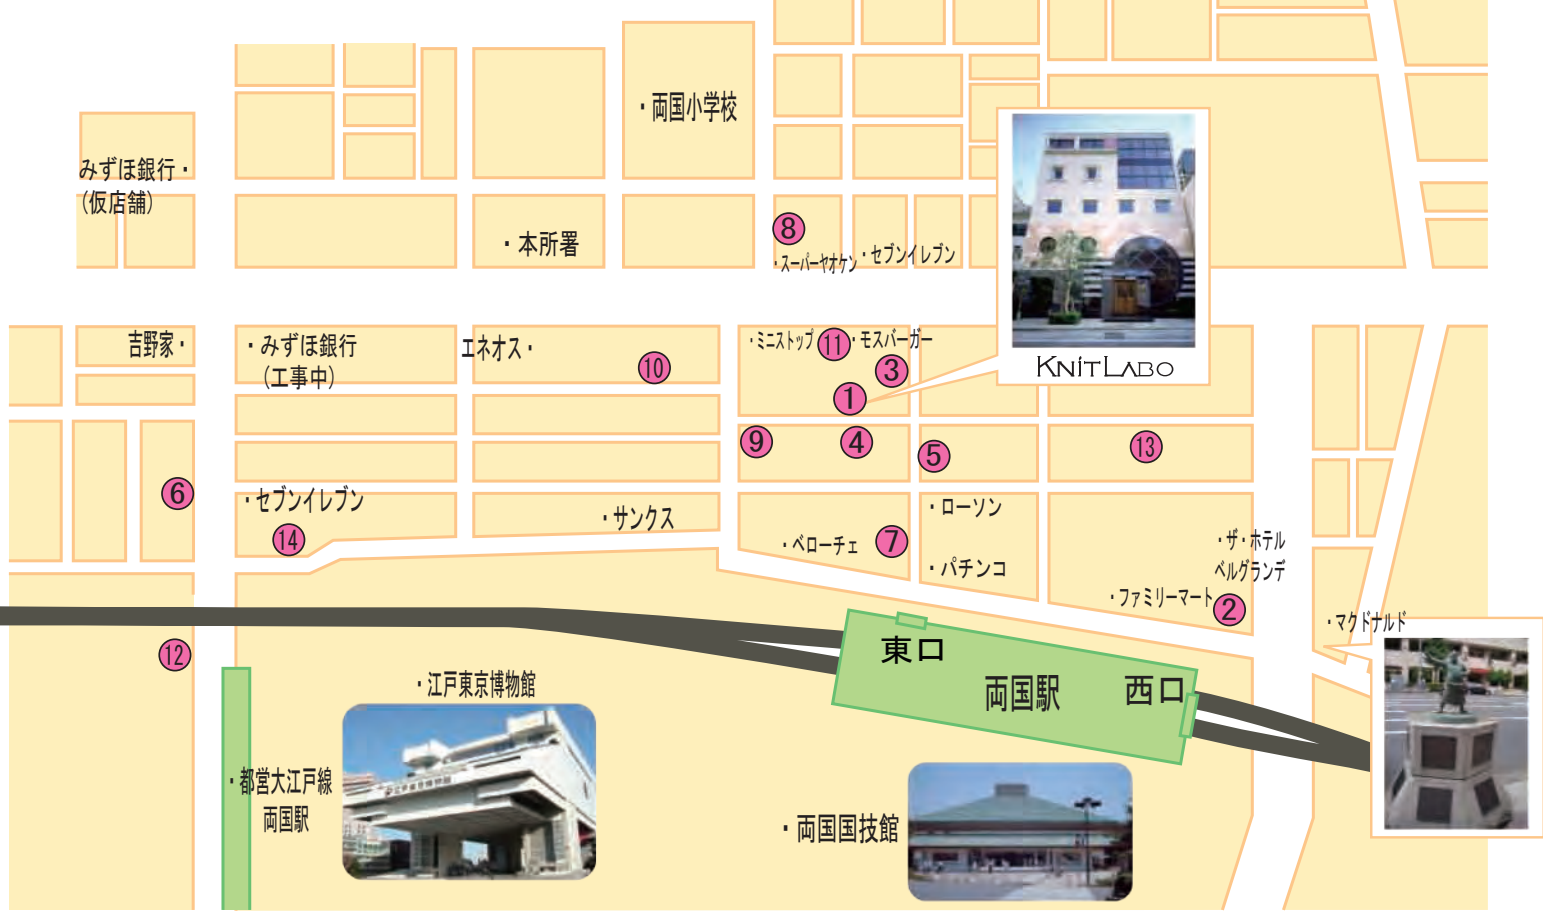 ・両国小学校
みずほ銀行・
(仮店舗)
・本所署
⑧
・スーパーヤオケン
・セブンイレブン
KNITLABO
吉野家・
・みずほ銀行
(工事中)
エネオス・
⑩
・ミニストップ
⑪
・モスバーガー
③
①
⑨
④
⑤
⑬
⑥
・セブンイレブン
⑭
・サンクス
・ベローチェ
⑦
・ローソン
・パチンコ
・ザ・ホテル
ベルグランデ
・ファミリーマート
②
・マクドナルド
⑫
東口
両国駅
西口
・江戸東京博物館
江戸東京博物館
・都営大江戸線
両国駅
・両国国技館